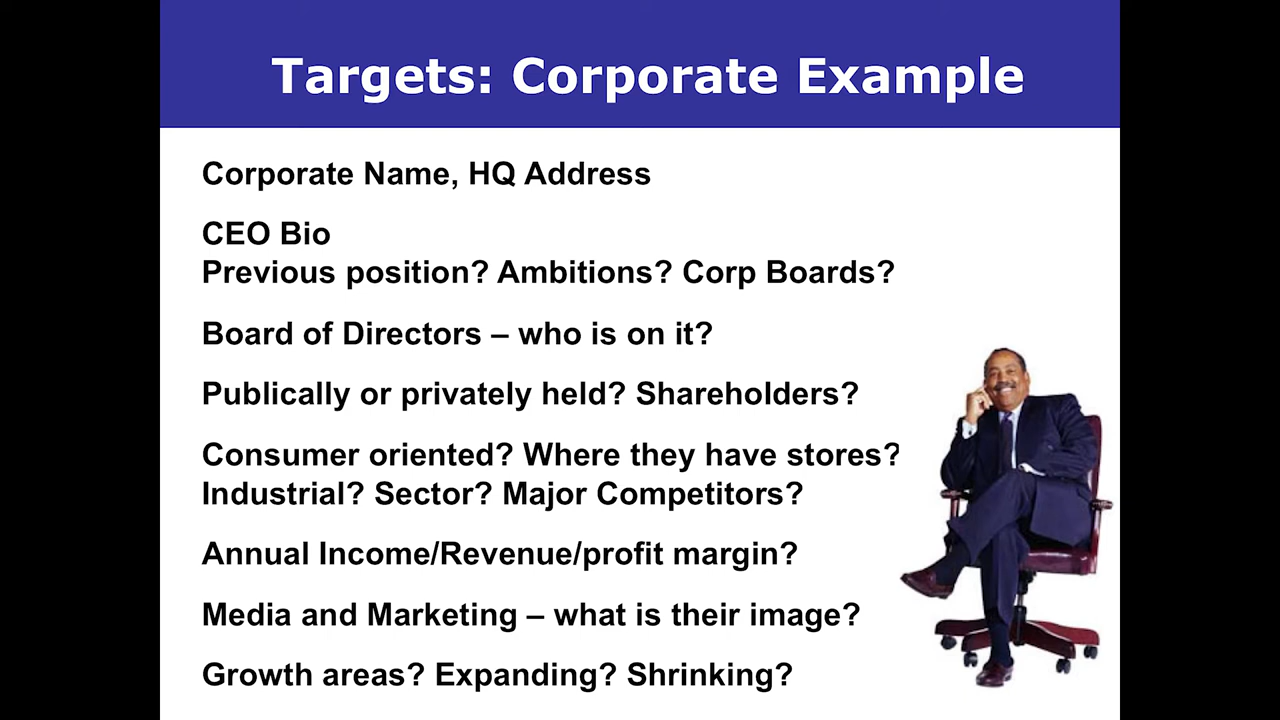 Targets: Corporate Example
Corporate Name, HQ Address
CEO Bio
Previous position? Ambitions? Corp Boards?
Board of Directors – who is on it?
Publically or privately held? Shareholders?
Consumer oriented? Where they have stores?
Industrial? Sector? Major Competitors?
Annual Income/Revenue/profit margin?
Media and Marketing – what is their image?
Growth areas? Expanding? Shrinking?